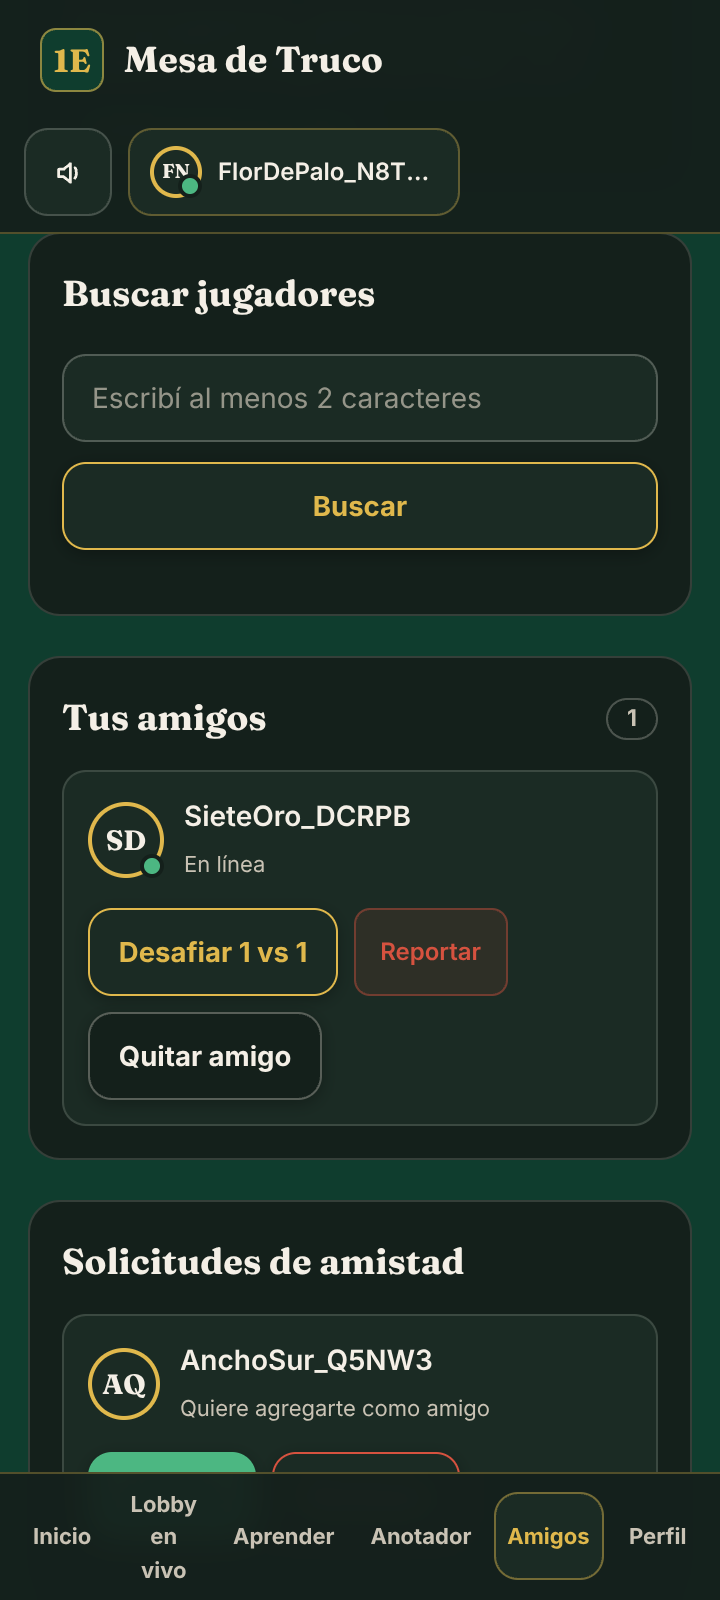 1E Mesa de Truco
FN FlorDePalo_N8T...
Buscar jugadores
Escribí al menos 2 caracteres
Buscar
Tus amigos 1
SD SieteOro_DCRPB
En línea
Desafiar 1 vs 1 Reportar
Quitar amigo
Solicitudes de amistad
AQ AnchoSur_Q5NW3
Quiere agregarte como amigo
Inicio
Lobby
en
vivo
Aprender
Anotador
Amigos
Perfil